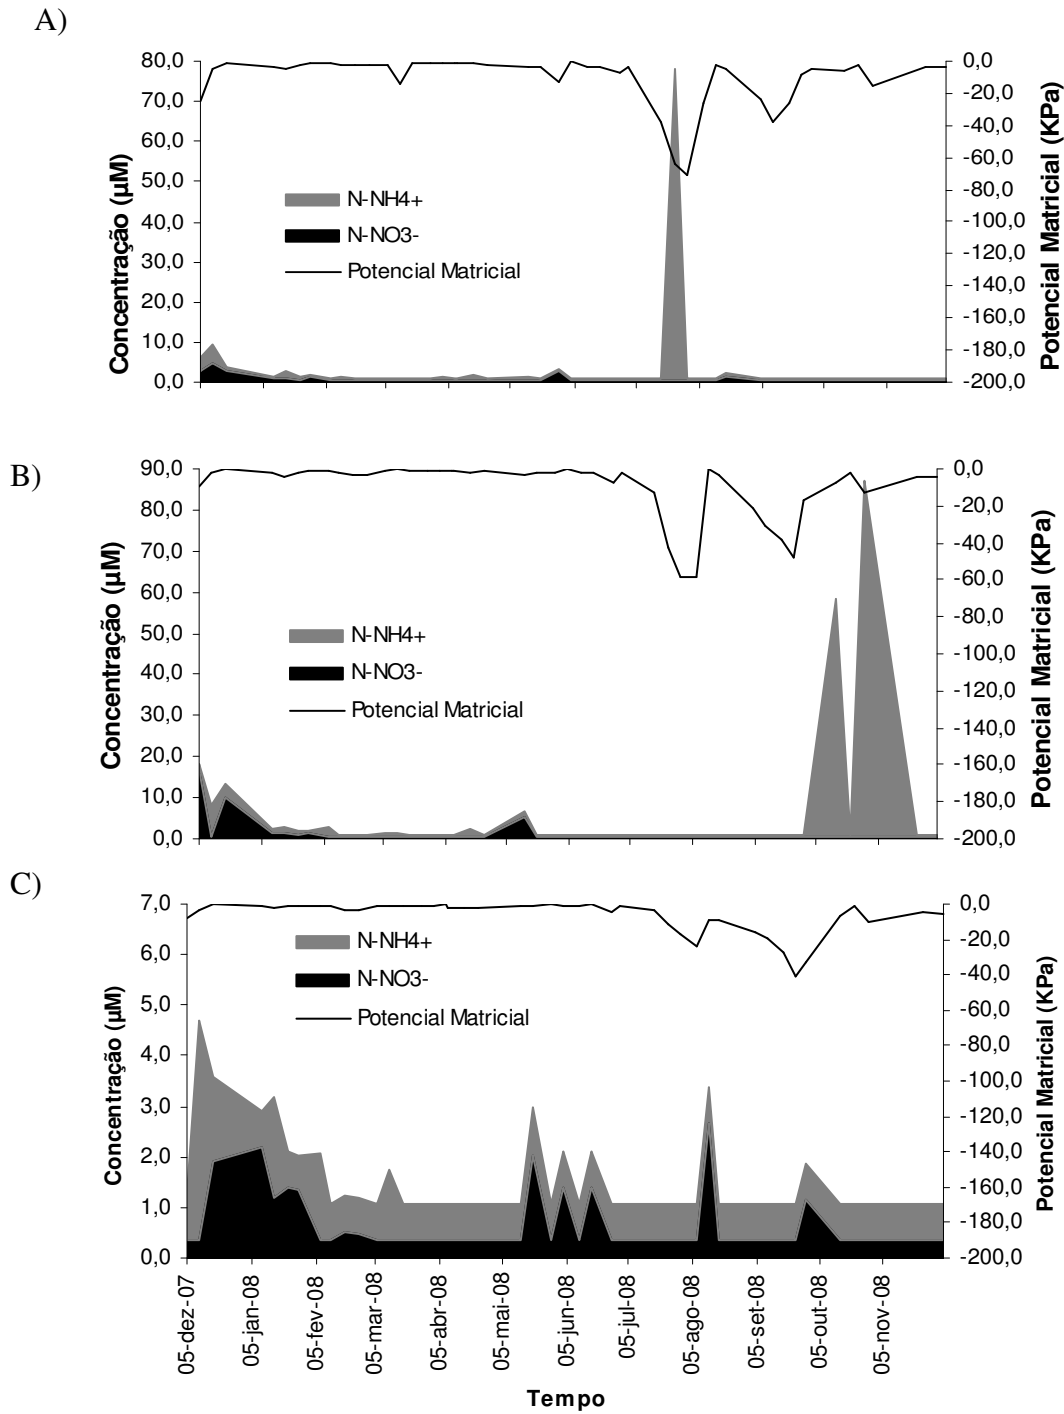 A)
80,0
70,0
60,0
50,0
40,0
30,0
20,0
10,0
0,0
Concentração (µM)
N-NH4+
N-NO3-
Potencial Matricial
0,0
-20,0
-40,0
-60,0
-80,0
-100,0
-120,0
-140,0
-160,0
-180,0
-200,0
Potencial Matricial (KPa)
B)
90,0
80,0
70,0
60,0
50,0
40,0
30,0
20,0
10,0
0,0
Concentração (µM)
N-NH4+
N-NO3-
Potencial Matricial
0,0
-20,0
-40,0
-60,0
-80,0
-100,0
-120,0
-140,0
-160,0
-180,0
-200,0
Potencial Matricial (KPa)
C)
7,0
6,0
5,0
4,0
3,0
2,0
1,0
0,0
Concentração (µM)
N-NH4+
N-NO3-
Potencial Matricial
0,0
-20,0
-40,0
-60,0
-80,0
-100,0
-120,0
-140,0
-160,0
-180,0
-200,0
Potencial Matricial (KPa)
05-dez-07
05-jan-08
05-fev-08
05-mar-08
05-abr-08
05-mai-08
05-jun-08
05-jul-08
05-ago-08
05-set-08
05-out-08
05-nov-08
Tempo